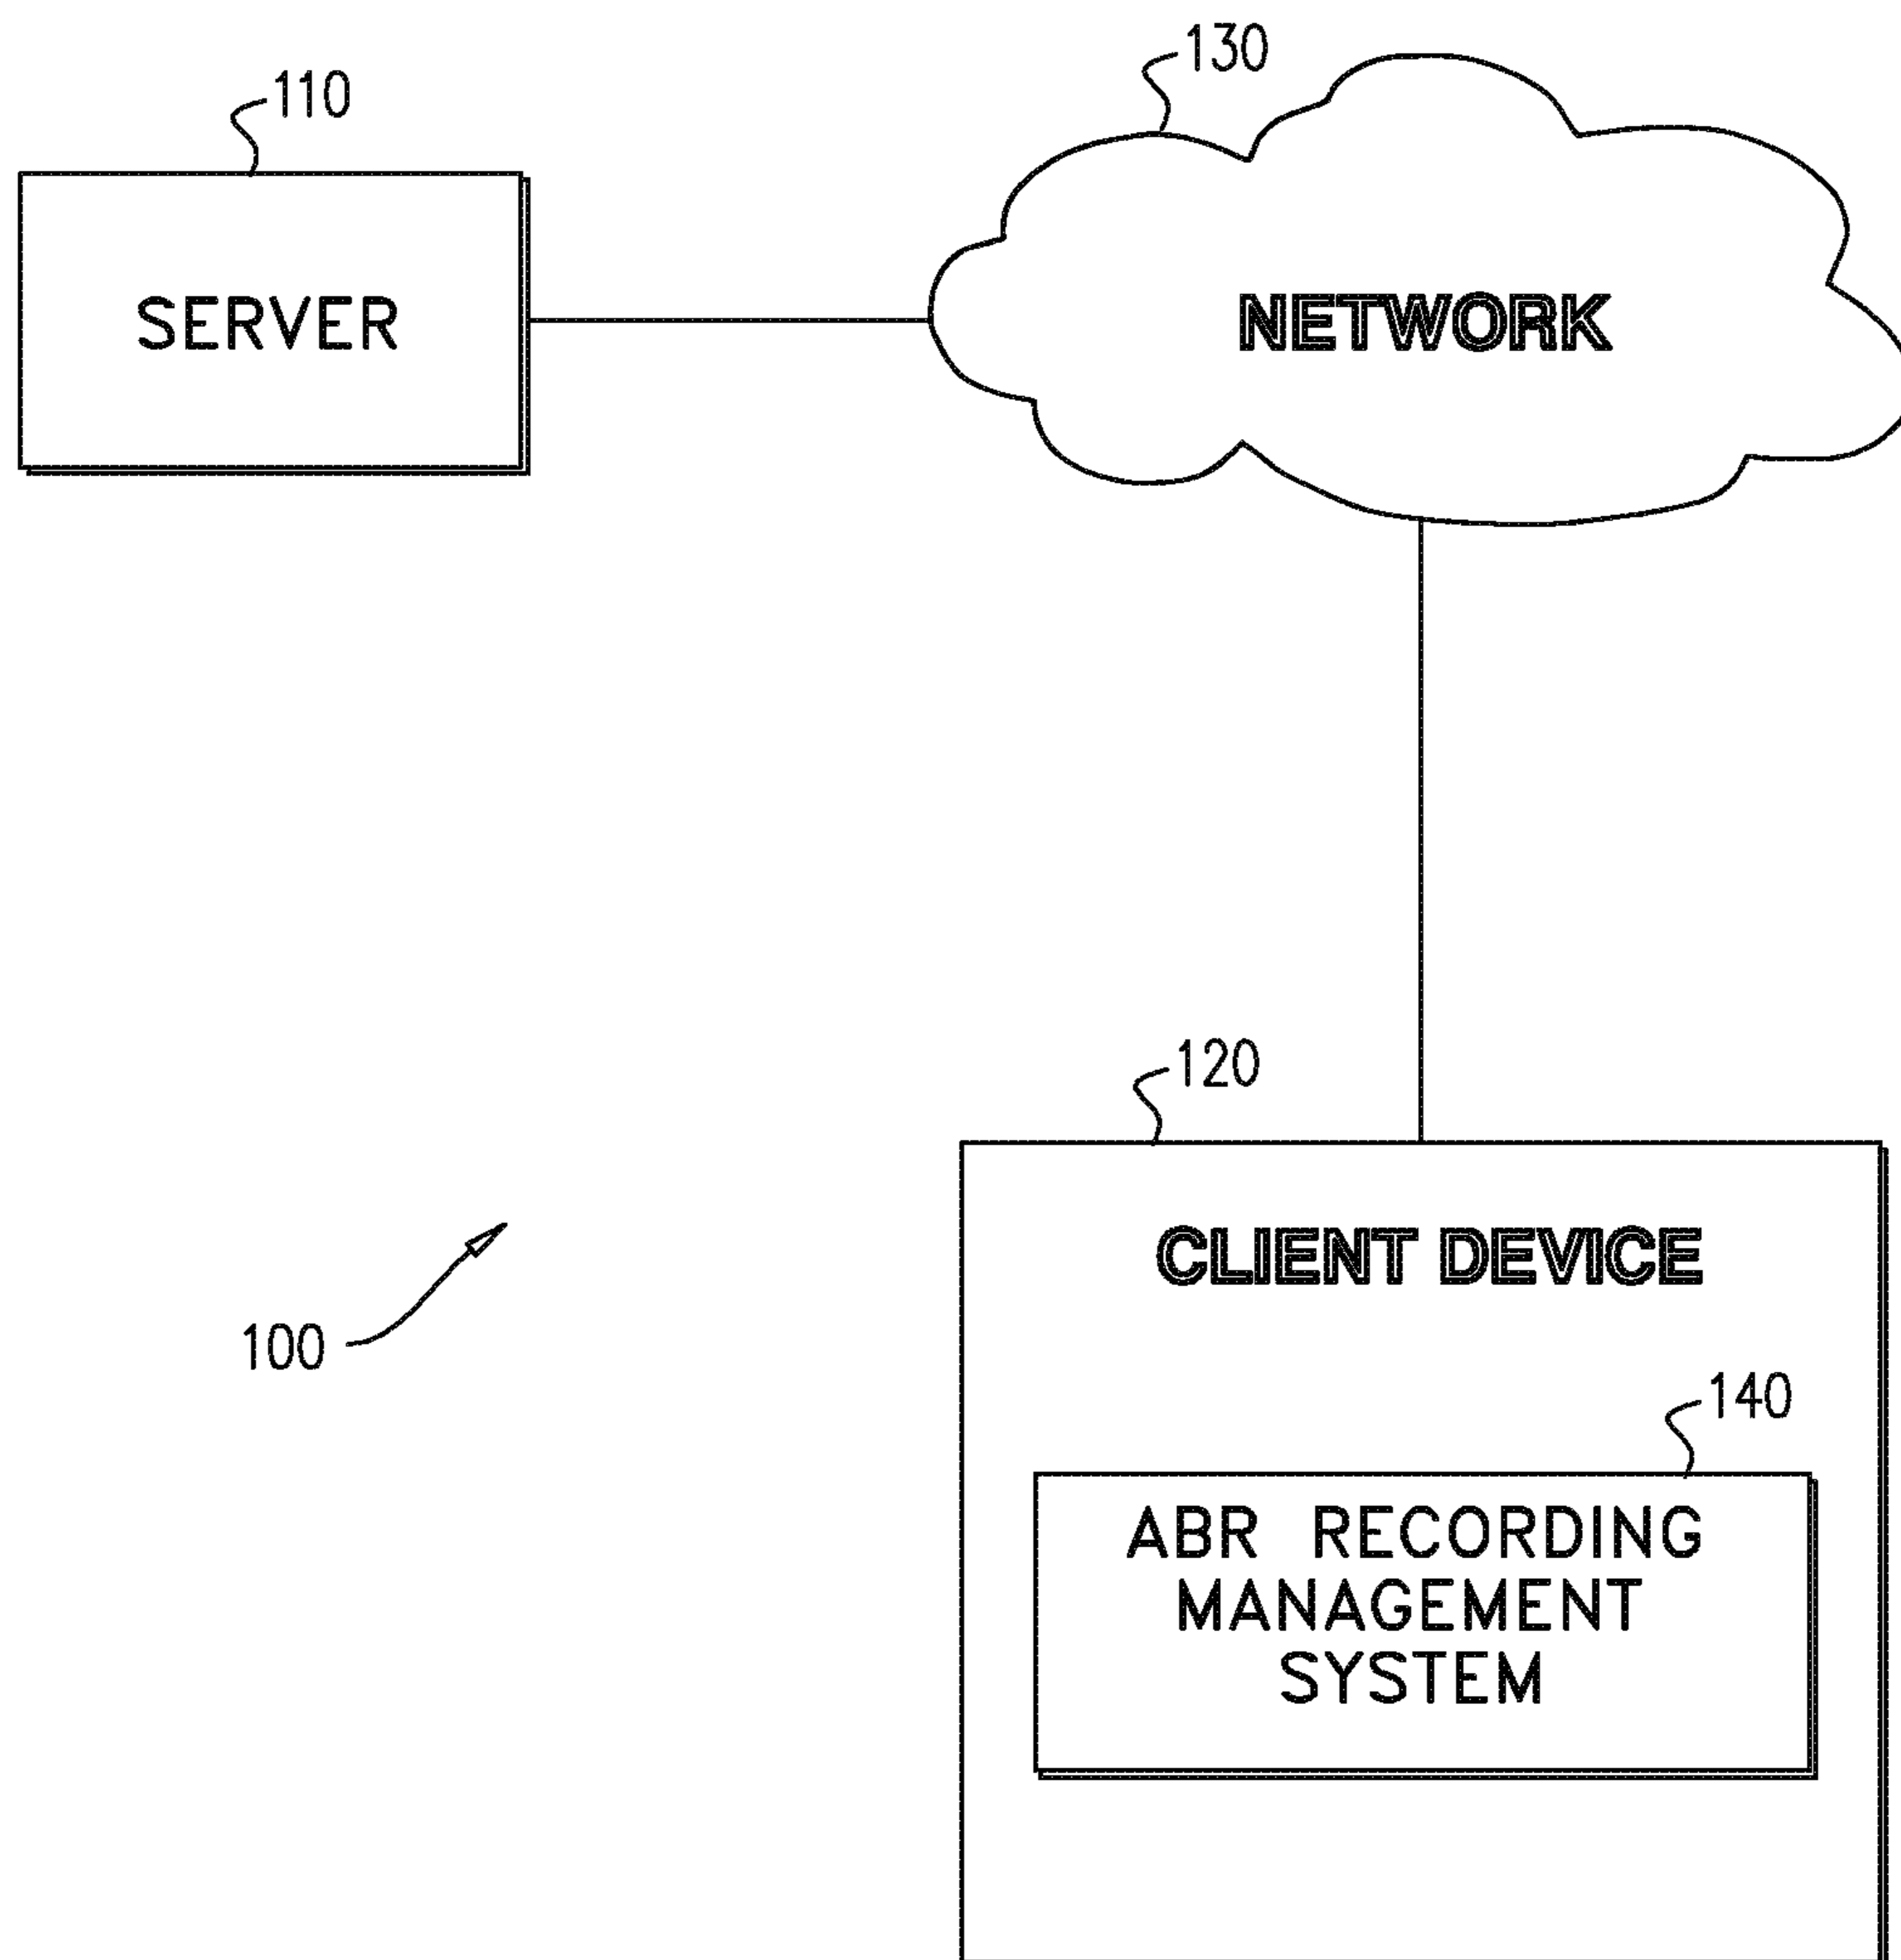 130
110
SERVER
NETWORK
120
CLIENT DEVICE
100
140
ABR RECORDING
MANAGEMENT
SYSTEM